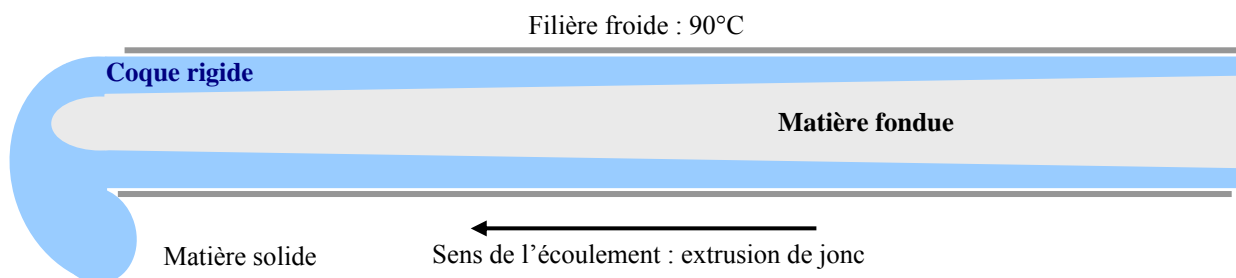 Filière froide : 90°C
Coque rigide
Matière fondue
Matière solide
Sens de l'écoulement : extrusion de jonc